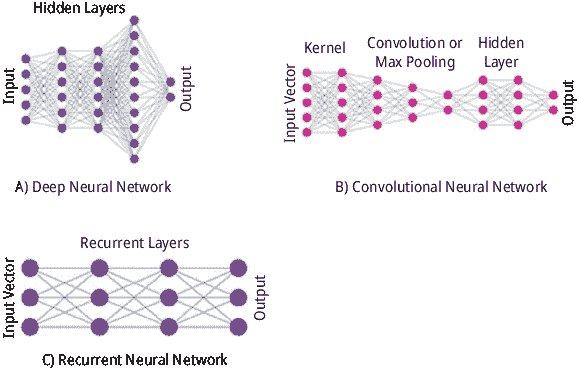 Hidden Layers
Input
Output
A) Deep Neural Network
Kernel
Convolution or
Max Pooling
Hidden
Layer
Input Vector
Output
B) Convolutional Neural Network
Recurrent Layers
Input Vector
Output
C) Recurrent Neural Network